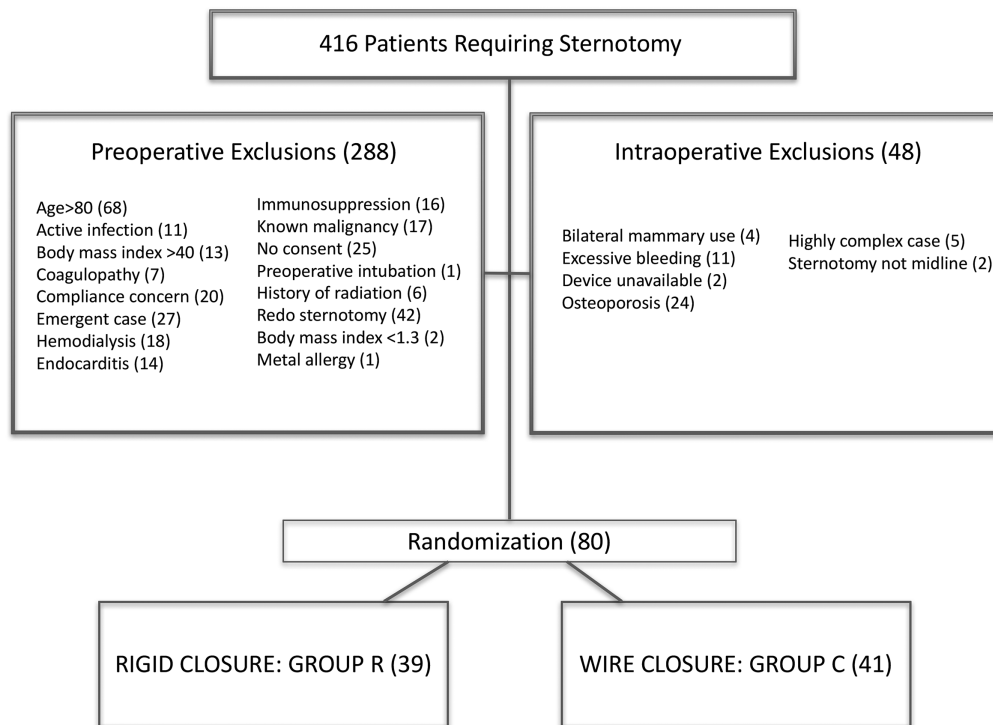 416 Patients Requiring Sternotomy
Preoperative Exclusions (288)
Age>80 (68)
Active infection (11)
Body mass index >40 (13)
Coagulopathy (7)
Compliance concern (20)
Emergent case (27)
Hemodialysis (18)
Endocarditis (14)
Immunosuppression (16)
Known malignancy (17)
No consent (25)
Preoperative intubation (1)
History of radiation (6)
Redo sternotomy (42)
Body mass index <1.3 (2)
Metal allergy (1)
Intraoperative Exclusions (48)
Bilateral mammary use (4)
Excessive bleeding (11)
Device unavailable (2)
Osteoporosis (24)
Highly complex case (5)
Sternotomy not midline (2)
Randomization (80)
RIGID CLOSURE: GROUP R (39)
WIRE CLOSURE: GROUP C (41)